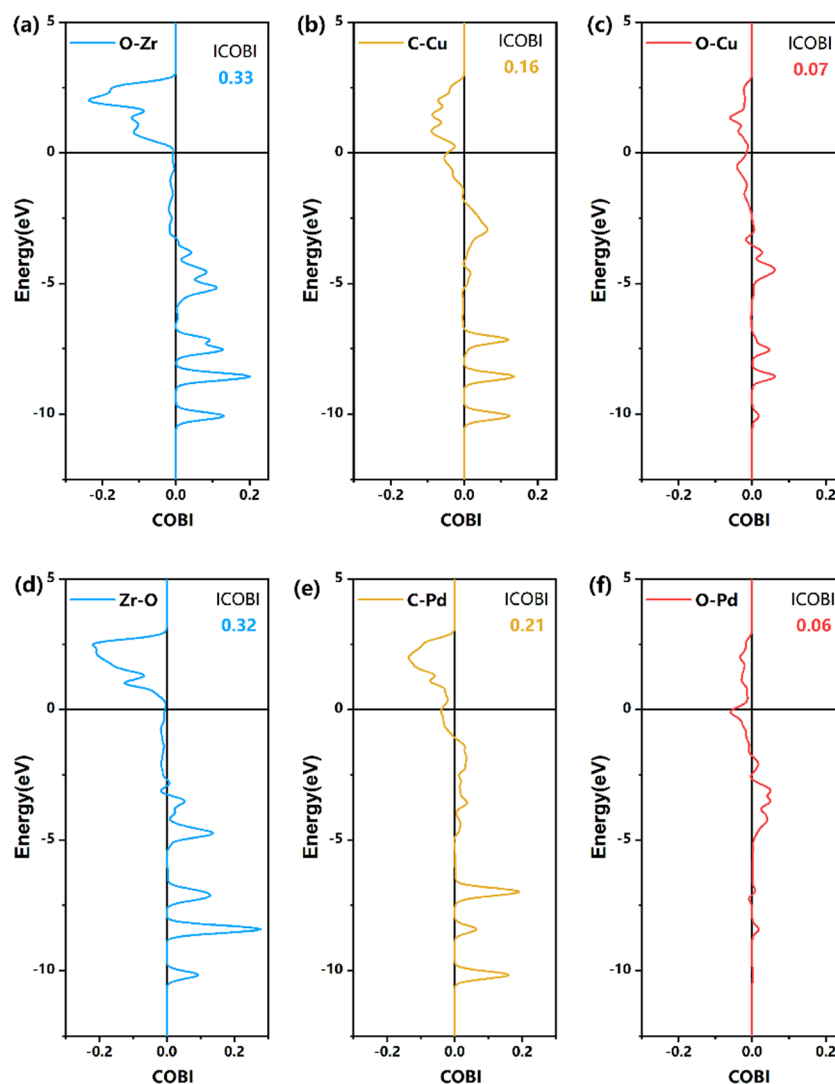 (a)
O-Zr
ICOBI
0.33
5
0
-5
-10
Energy(eV)
-0.2
0.0
0.2
COBI
(b)
C-Cu
ICOBI
0.16
5
0
-5
-10
Energy(eV)
-0.2
0.0
0.2
COBI
(c)
O-Cu
ICOBI
0.07
5
0
-5
-10
Energy(eV)
-0.2
0.0
0.2
COBI
(d)
Zr-O
ICOBI
0.32
5
0
-5
-10
Energy(eV)
-0.2
0.0
0.2
COBI
(e)
C-Pd
ICOBI
0.21
5
0
-5
-10
Energy(eV)
-0.2
0.0
0.2
COBI
(f)
O-Pd
ICOBI
0.06
5
0
-5
-10
Energy(eV)
-0.2
0.0
0.2
COBI